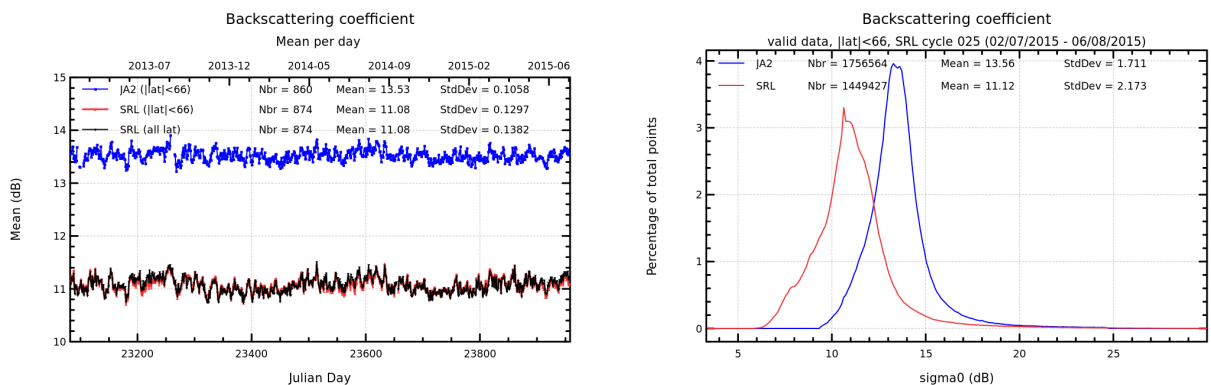 Backscattering coefficient
Mean per day
2013-07 2013-12 2014-05 2014-09 2015-02 2015-06
15
14
13
12
11
10
Mean (dB)
JA2 (|lat|<66) Nbr = 860 Mean = 13.53 StdDev = 0.1058
SRL (|lat|<66) Nbr = 874 Mean = 11.08 StdDev = 0.1297
SRL (all lat) Nbr = 874 Mean = 11.08 StdDev = 0.1382
23200 23400 23600 23800
Julian Day
Backscattering coefficient
valid data, |lat|<66, SRL cycle 025 (02/07/2015 - 06/08/2015)
JA2 Nbr = 1756564 Mean = 13.56 StdDev = 1.711
SRL Nbr = 1449427 Mean = 11.12 StdDev = 2.173
4
3
2
1
0
Percentage of total points
5 10 15 20 25
sigma0 (dB)